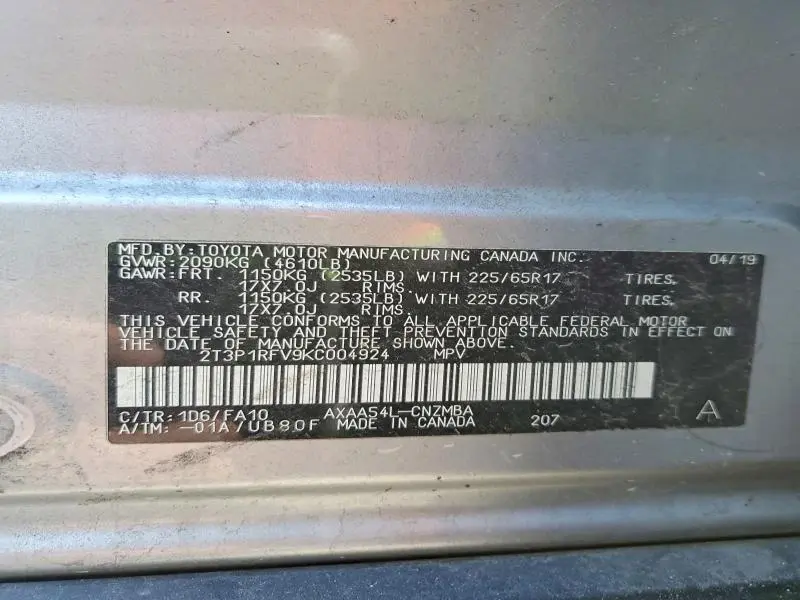 MFD. BY: TOYOTA MOTOR MANUFACTURING CANADA INC. 04/19
GVWR: 2090KG (4610LB)
GAWR: FRT. 1150KG (2535LB) WITH 225/65R17 TIRES,
17X7.0J RIMS
RR. 1150KG (2535LB) WITH 225/65R17 TIRES,
17X7.0J RIMS
THIS VEHICLE CONFORMS TO ALL APPLICABLE FEDERAL MOTOR
VEHICLE SAFETY AND THEFT PREVENTION STANDARDS IN EFFECT ON
THE DATE OF MANUFACTURE SHOWN ABOVE.
2T3P1RFV9KC004924 MPV
C/TR: 1D6/FA10 AXAA54L-CNZMBA A
A/TM: -01A/UB80F MADE IN CANADA 207